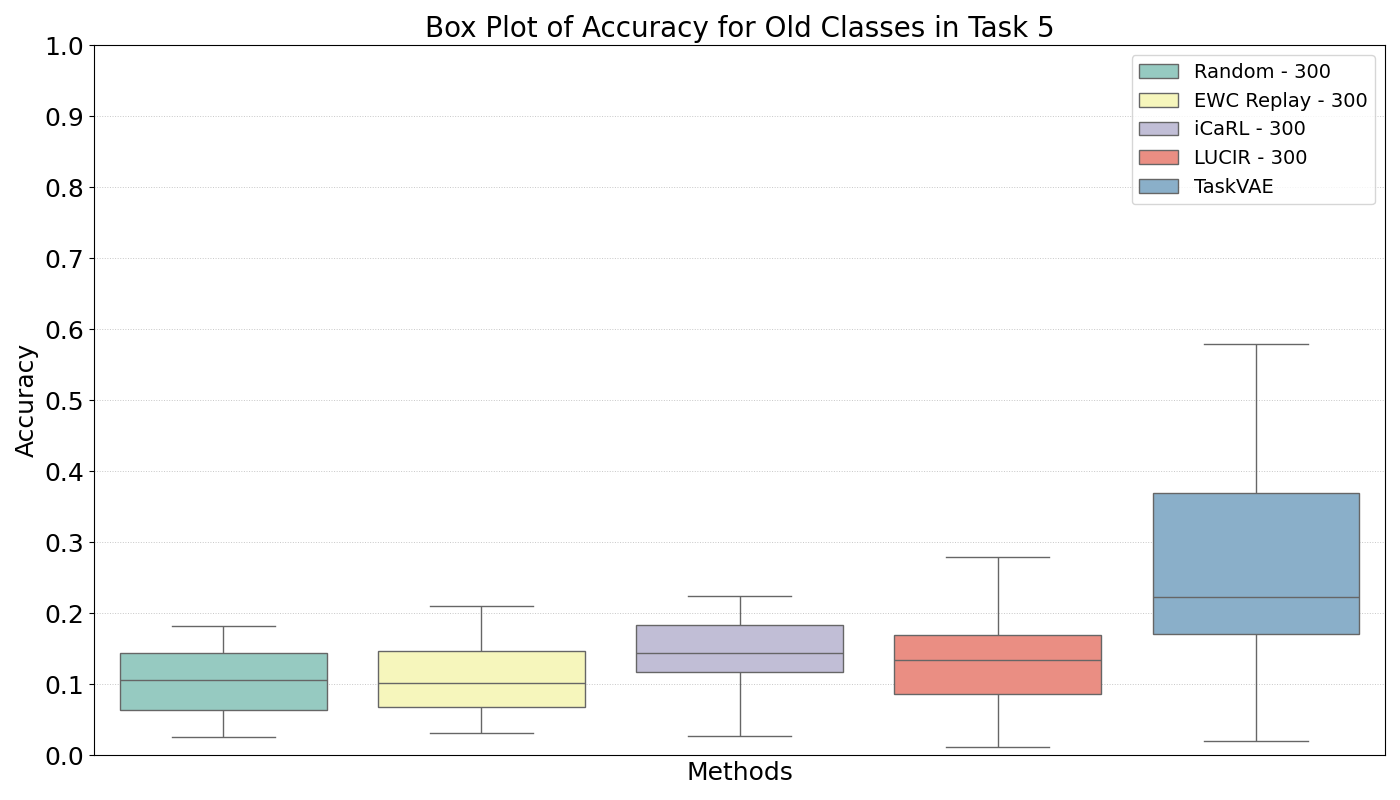 Box Plot of Accuracy for Old Classes in Task 5
1.0
0.9
0.8
0.7
0.6
0.5
0.4
0.3
0.2
0.1
0.0
Accuracy
Methods
Random - 300
EWC Replay - 300
iCaRL - 300
LUCIR - 300
TaskVAE